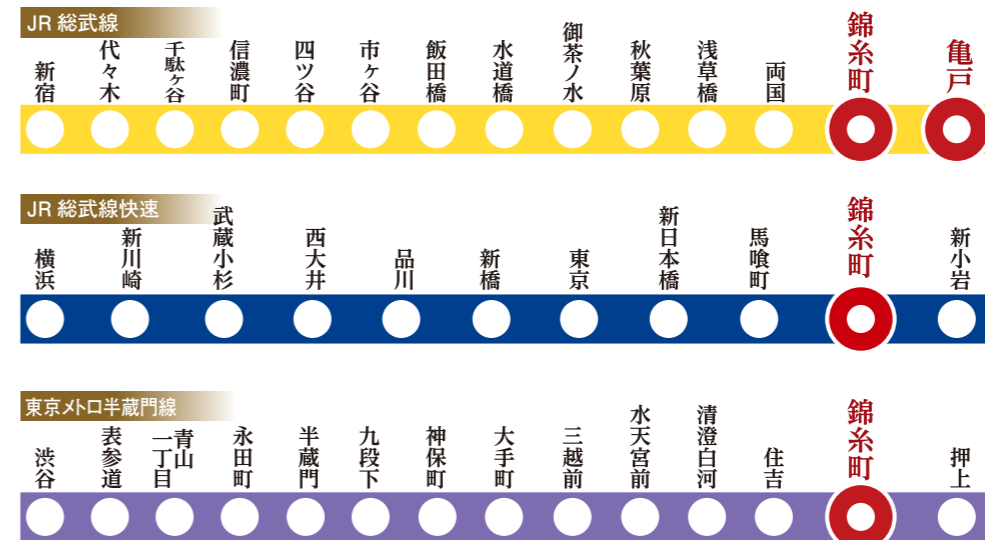 JR 総武線
新宿
代々木
千駄ヶ谷
信濃町
四ツ谷
市ヶ谷
飯田橋
水道橋
御茶ノ水
秋葉原
浅草橋
両国
錦糸町
亀戸
JR 総武線快速
横浜
新川崎
武蔵小杉
西大井
品川
新橋
東京
新日本橋
馬喰町
錦糸町
新小岩
東京メトロ半蔵門線
渋谷
表参道
青山
一丁目
永田町
半蔵門
九段下
神保町
大手町
三越前
水天宮前
清澄白河
住吉
錦糸町
押上